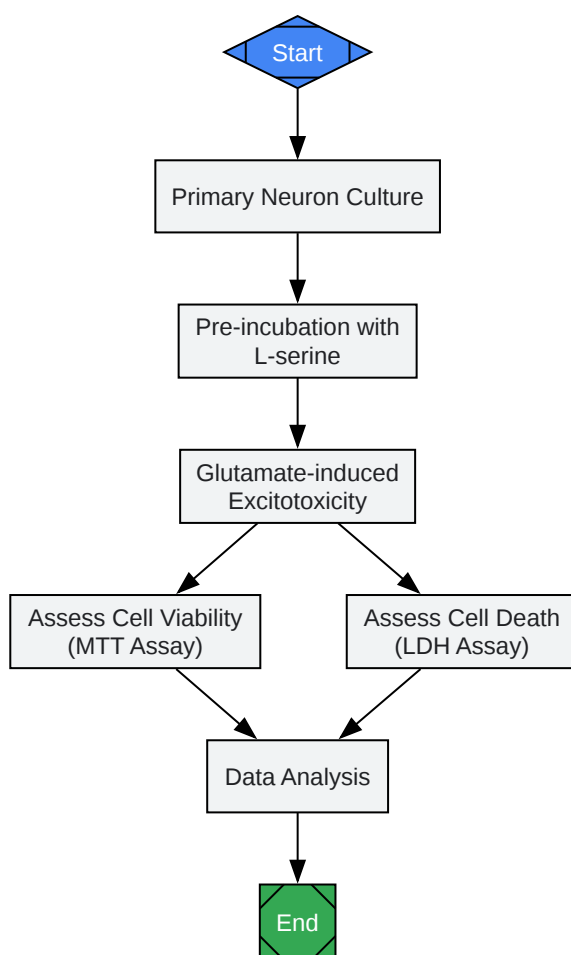 Start
Primary Neuron Culture
Pre-incubation with
L-serine
Glutamate-induced
Excitotoxicity
Assess Cell Viability
(MTT Assay)
Assess Cell Death
(LDH Assay)
Data Analysis
End